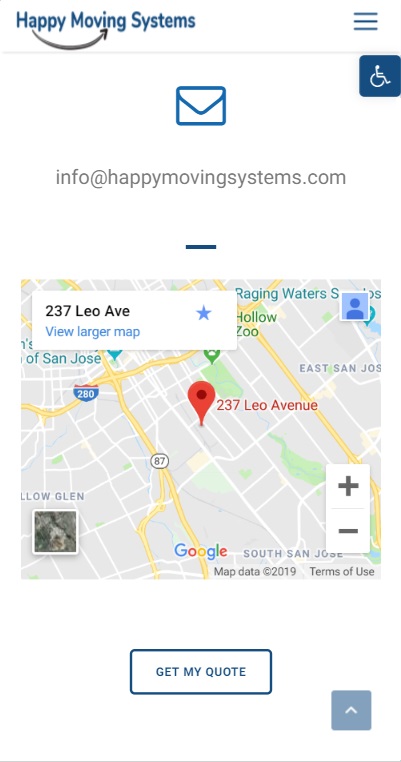 Happy Moving Systems
info@happymovingsystems.com
237 Leo Ave
View larger map
Raging Waters
Hollow
Zoo
of San Jose
EAST SAN JOS
280
237 Leo Avenue
87
LLOW GLEN
Google
SOUTH SAN JOSE
Map data ©2019
Terms of Use
GET MY QUOTE